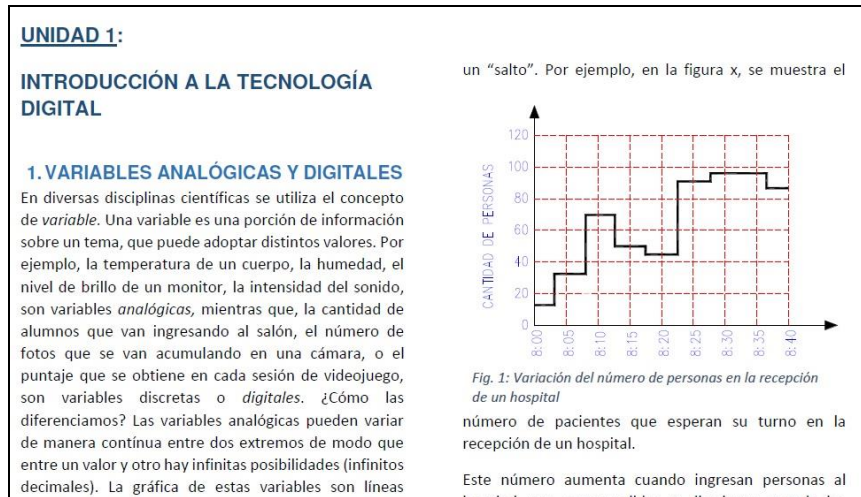 UNIDAD 1:
INTRODUCCIÓN A LA TECNOLOGÍA
DIGITAL
1. VARIABLES ANALÓGICAS Y DIGITALES
En diversas disciplinas científicas se utiliza el concepto
de variable. Una variable es una porción de información
sobre un tema, que puede adoptar distintos valores. Por
ejemplo, la temperatura de un cuerpo, la humedad, el
nivel de brillo de un monitor, la intensidad del sonido,
son variables analógicas, mientras que, la cantidad de
alumnos que van ingresando al salón, el número de
fotos que se van acumulando en una cámara, o el
puntaje que se obtiene en cada sesión de videojuego,
son variables discretas o digitales. ¿Cómo las
diferenciamos? Las variables analógicas pueden variar
de manera contínua entre dos extremos de modo que
entre un valor y otro hay infinitas posibilidades (infinitos
decimales). La gráfica de estas variables son líneas
un “salto”. Por ejemplo, en la figura x, se muestra el
CANTIDAD DE PERSONAS
120
100
80
60
40
20
0
8:00 8:05 8:10 8:15 8:20 8:25 8:30 8:35 8:40
Fig. 1: Variación del número de personas en la recepción
de un hospital
número de pacientes que esperan su turno en la
recepción de un hospital.
Este número aumenta cuando ingresan personas al